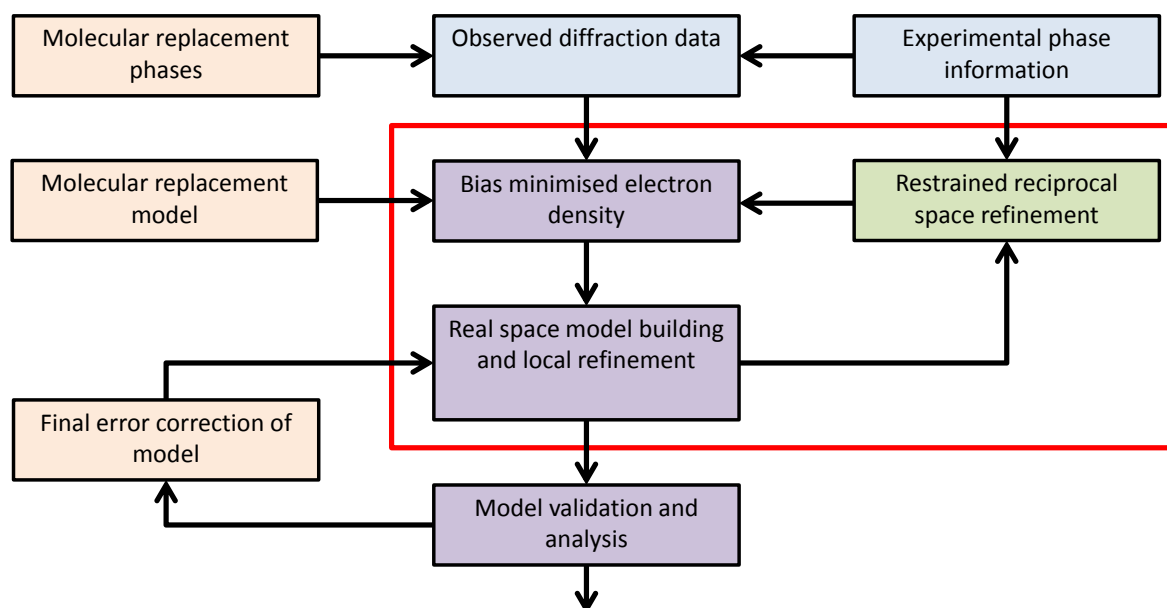 Molecular replacement
phases
Observed diffraction data
Experimental phase
information
Molecular replacement
model
Bias minimised electron
density
Restrained reciprocal
space refinement
Real space model building
and local refinement
Final error correction of
model
Model validation and
analysis